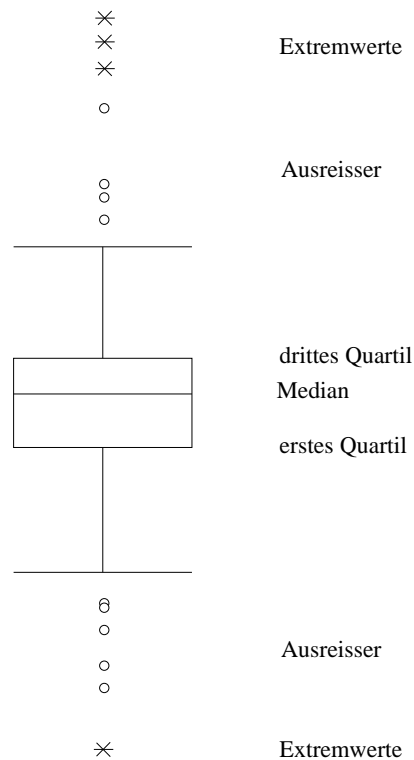 Extremwerte
Ausreisser
drittes Quartil
Median
erstes Quartil
Ausreisser
Extremwerte